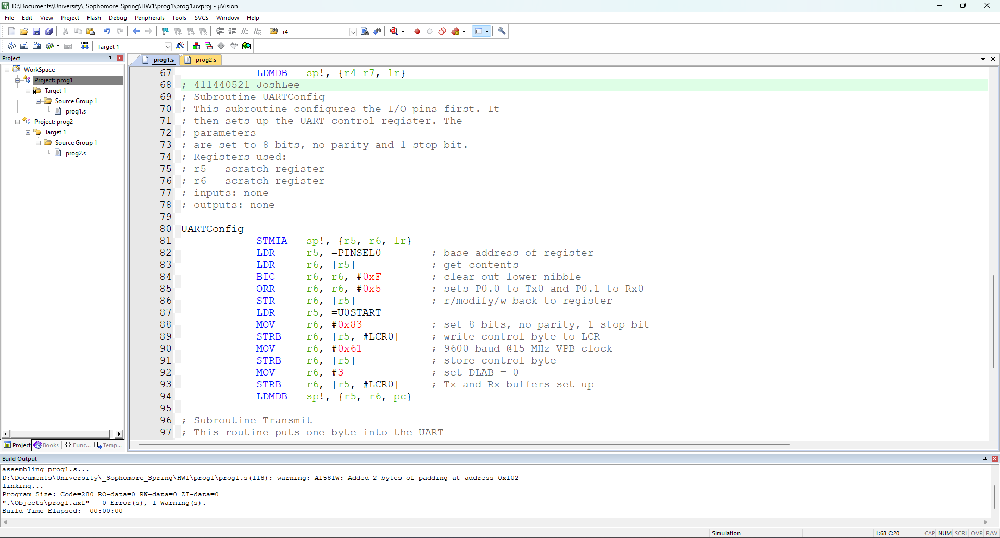 D:\Documents\University\_Sophomore_Spring\HW1\prog1\prog1.uvproj - µVision
File Edit View Project Flash Debug Peripherals Tools SVCS Window Help
r4
LOAD Target 1
Project
prog1.s prog2.s
WorkSpace
Project: prog1
Target 1
Source Group 1
prog1.s
Project: prog2
Target 1
Source Group 1
prog2.s
67 LDMDB sp!, {r4-r7, lr}
68 ; 411440521 JoshLee
69 ; Subroutine UARTConfig
70 ; This subroutine configures the I/O pins first. It
71 ; then sets up the UART control register. The
72 ; parameters
73 ; are set to 8 bits, no parity and 1 stop bit.
74 ; Registers used:
75 ; r5 - scratch register
76 ; r6 - scratch register
77 ; inputs: none
78 ; outputs: none
79
80 UARTConfig
81 STMIA sp!, {r5, r6, lr}
82 LDR r5, =PINSEL0 ; base address of register
83 LDR r6, [r5] ; get contents
84 BIC r6, r6, #0xF ; clear out lower nibble
85 ORR r6, r6, #0x5 ; sets P0.0 to Tx0 and P0.1 to Rx0
86 STR r6, [r5] ; r/modify/w back to register
87 LDR r5, =U0START
88 MOV r6, #0x83 ; set 8 bits, no parity, 1 stop bit
89 STRB r6, [r5, #LCR0] ; write control byte to LCR
90 MOV r6, #0x61 ; 9600 baud @15 MHz VPB clock
91 STRB r6, [r5] ; store control byte
92 MOV r6, #3 ; set DLAB = 0
93 STRB r6, [r5, #LCR0] ; Tx and Rx buffers set up
94 LDMDB sp!, {r5, r6, pc}
95
96 ; Subroutine Transmit
97 ; This routine puts one byte into the UART
Project Books {} Func... 0→ Temp...
Build Output
assembling prog1.s...
D:\Documents\University\_Sophomore_Spring\HW1\prog1\prog1.s(118): warning: A1581W: Added 2 bytes of padding at address 0x102
linking...
Program Size: Code=280 RO-data=0 RW-data=0 ZI-data=0
".\Objects\prog1.axf" - 0 Error(s), 1 Warning(s).
Build Time Elapsed: 00:00:00
Simulation L:68 C:20 CAP NUM SCRL OVR R/W